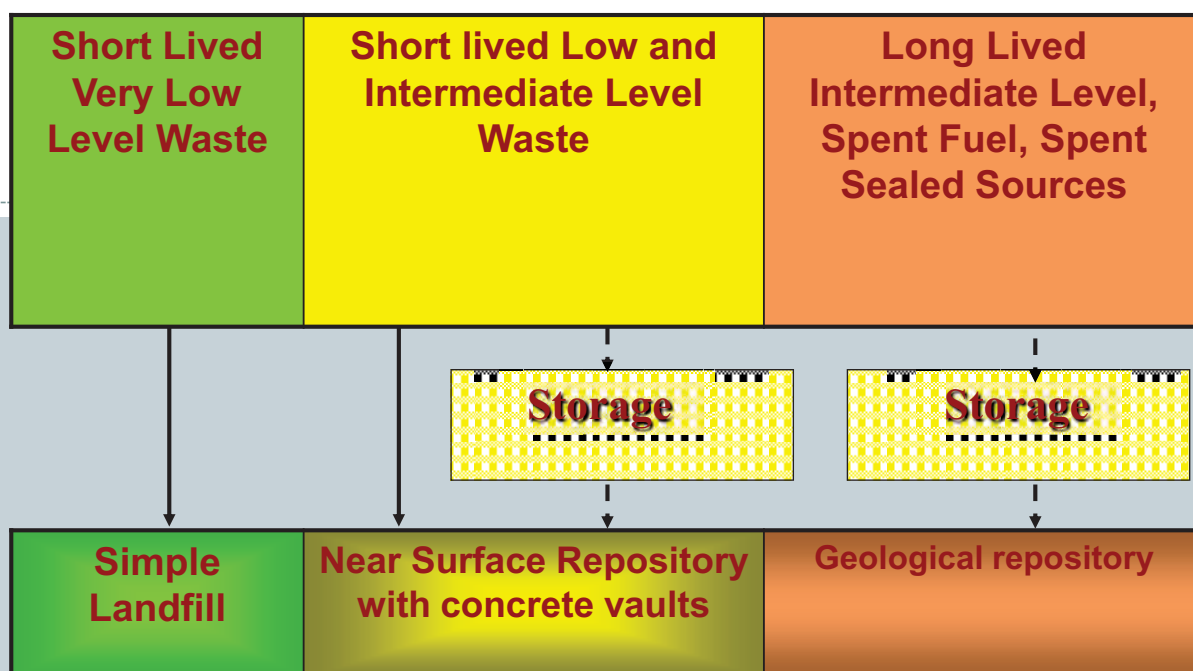 Short Lived
Very Low
Level Waste
Short lived Low and
Intermediate Level
Waste
Long Lived
Intermediate Level,
Spent Fuel, Spent
Sealed Sources
Storage
Storage
Simple
Landfill
Near Surface Repository
with concrete vaults
Geological repository